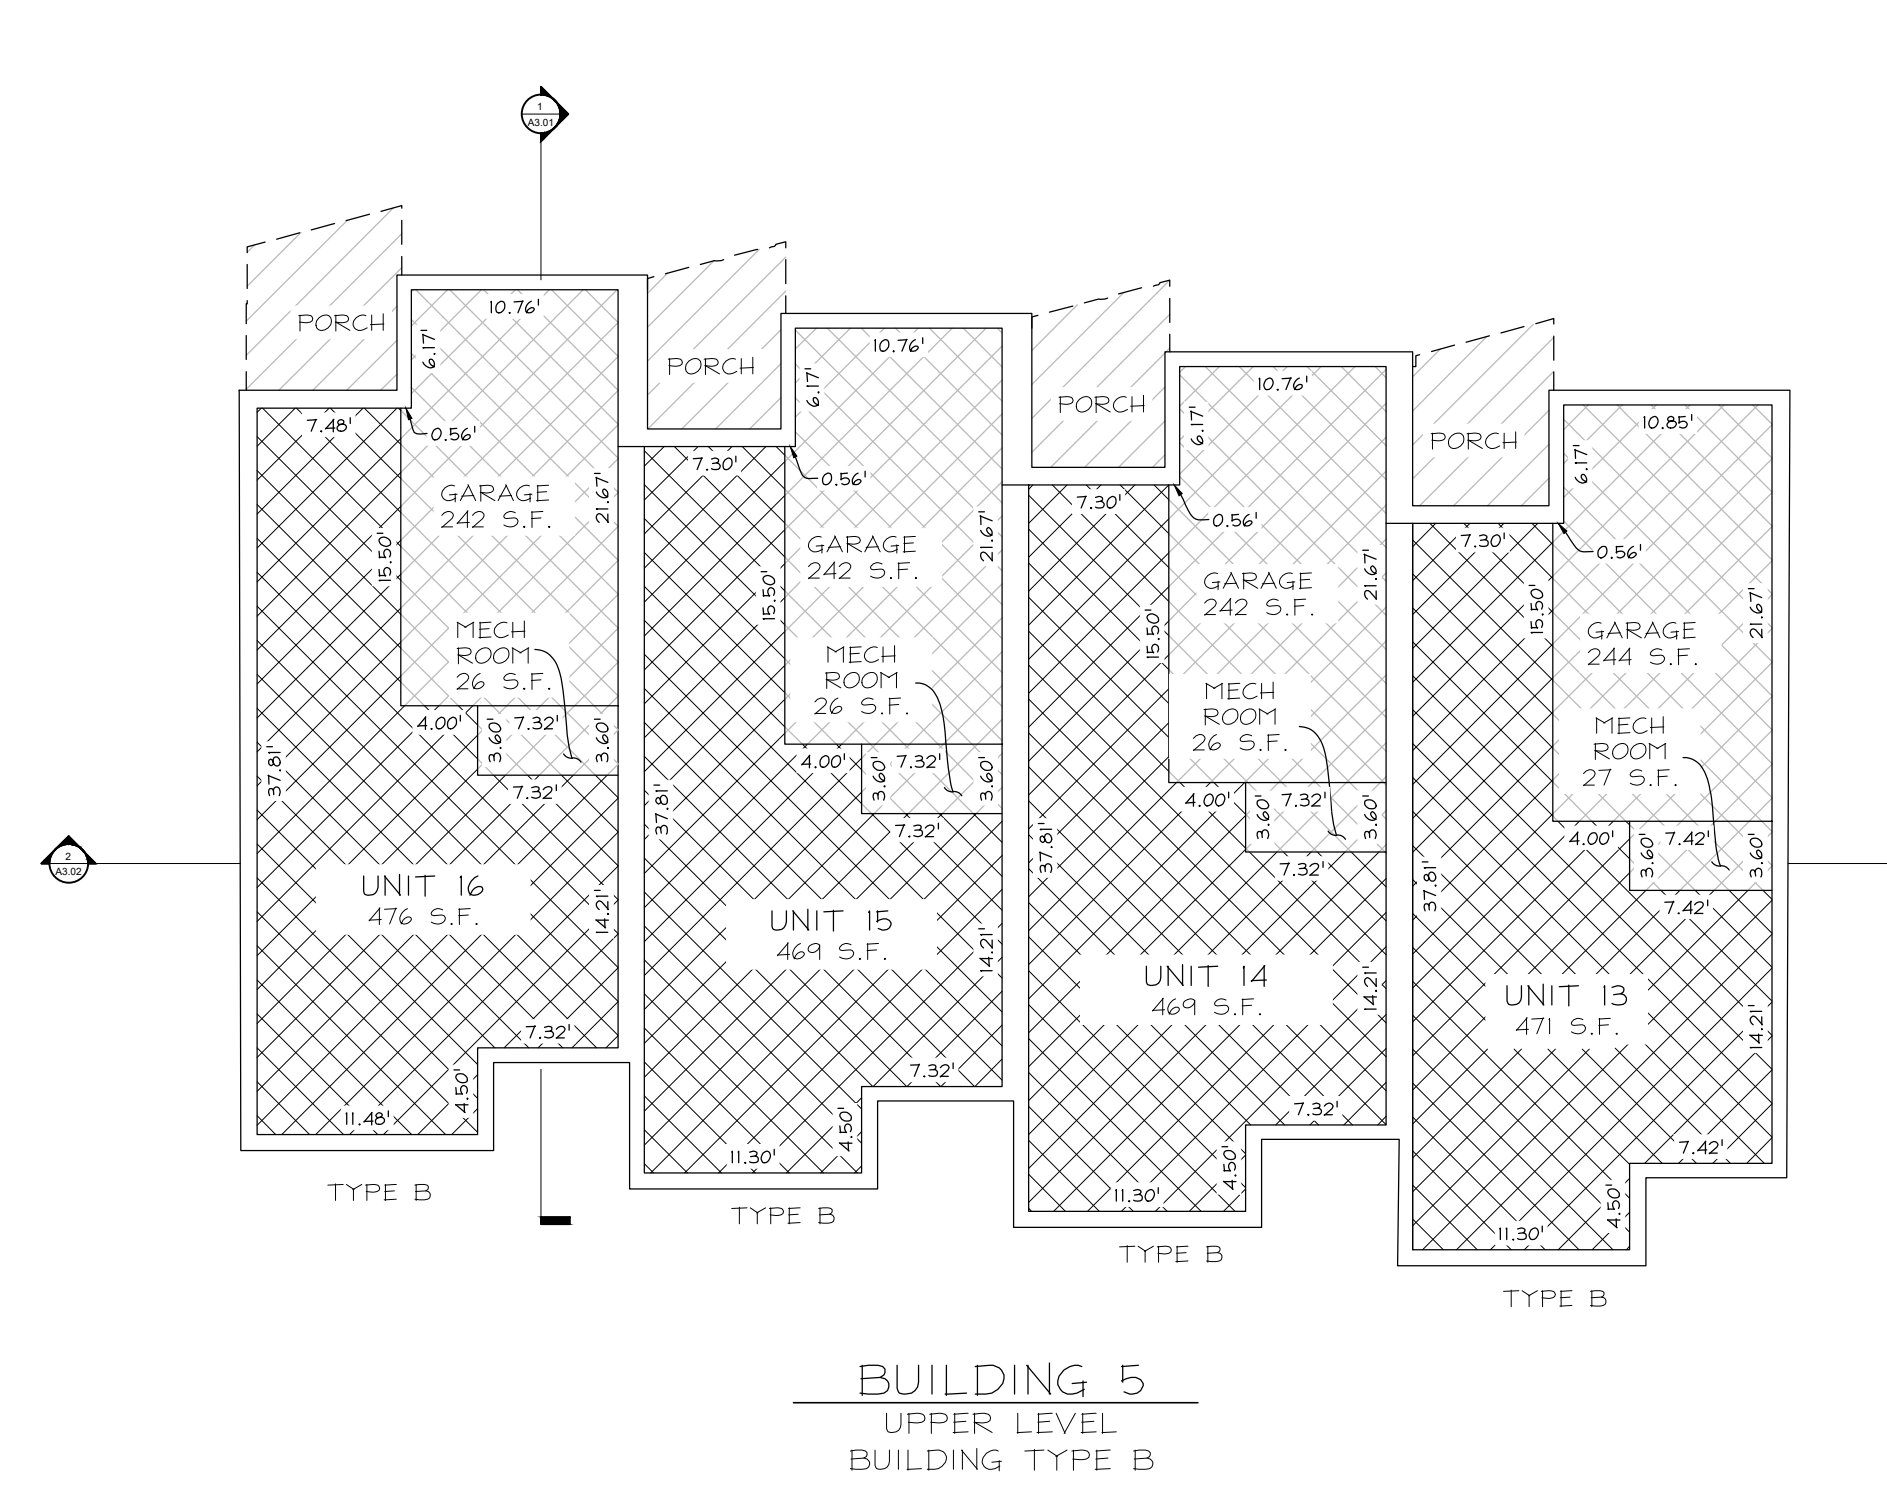 1
A3.01
PORCH
10.76'
6.17'
7.48'
0.56'
GARAGE
242 S.F.
21.67'
15.50'
MECH
ROOM
26 S.F.
4.00'
3.60'
7.32'
3.60'
7.32'
37.81'
UNIT 16
476 S.F.
14.21'
7.32'
4.50'
11.48'
TYPE B
PORCH
10.76'
6.17'
7.30'
0.56'
GARAGE
242 S.F.
21.67'
15.50'
MECH
ROOM
26 S.F.
4.00'
3.60'
7.32'
3.60'
7.32'
37.81'
UNIT 15
469 S.F.
14.21'
7.32'
4.50'
11.30'
TYPE B
PORCH
10.76'
6.17'
7.30'
0.56'
GARAGE
242 S.F.
21.67'
15.50'
MECH
ROOM
26 S.F.
4.00'
3.60'
7.32'
3.60'
7.32'
37.81'
UNIT 14
469 S.F.
14.21'
7.32'
4.50'
11.30'
TYPE B
PORCH
10.85'
6.17'
7.30'
0.56'
GARAGE
244 S.F.
21.67'
15.50'
MECH
ROOM
27 S.F.
4.00'
3.60'
7.42'
3.60'
7.42'
37.81'
UNIT 13
471 S.F.
14.21'
7.42'
4.50'
11.30'
TYPE B
2
A3.02
BUILDING 5
UPPER LEVEL
BUILDING TYPE B